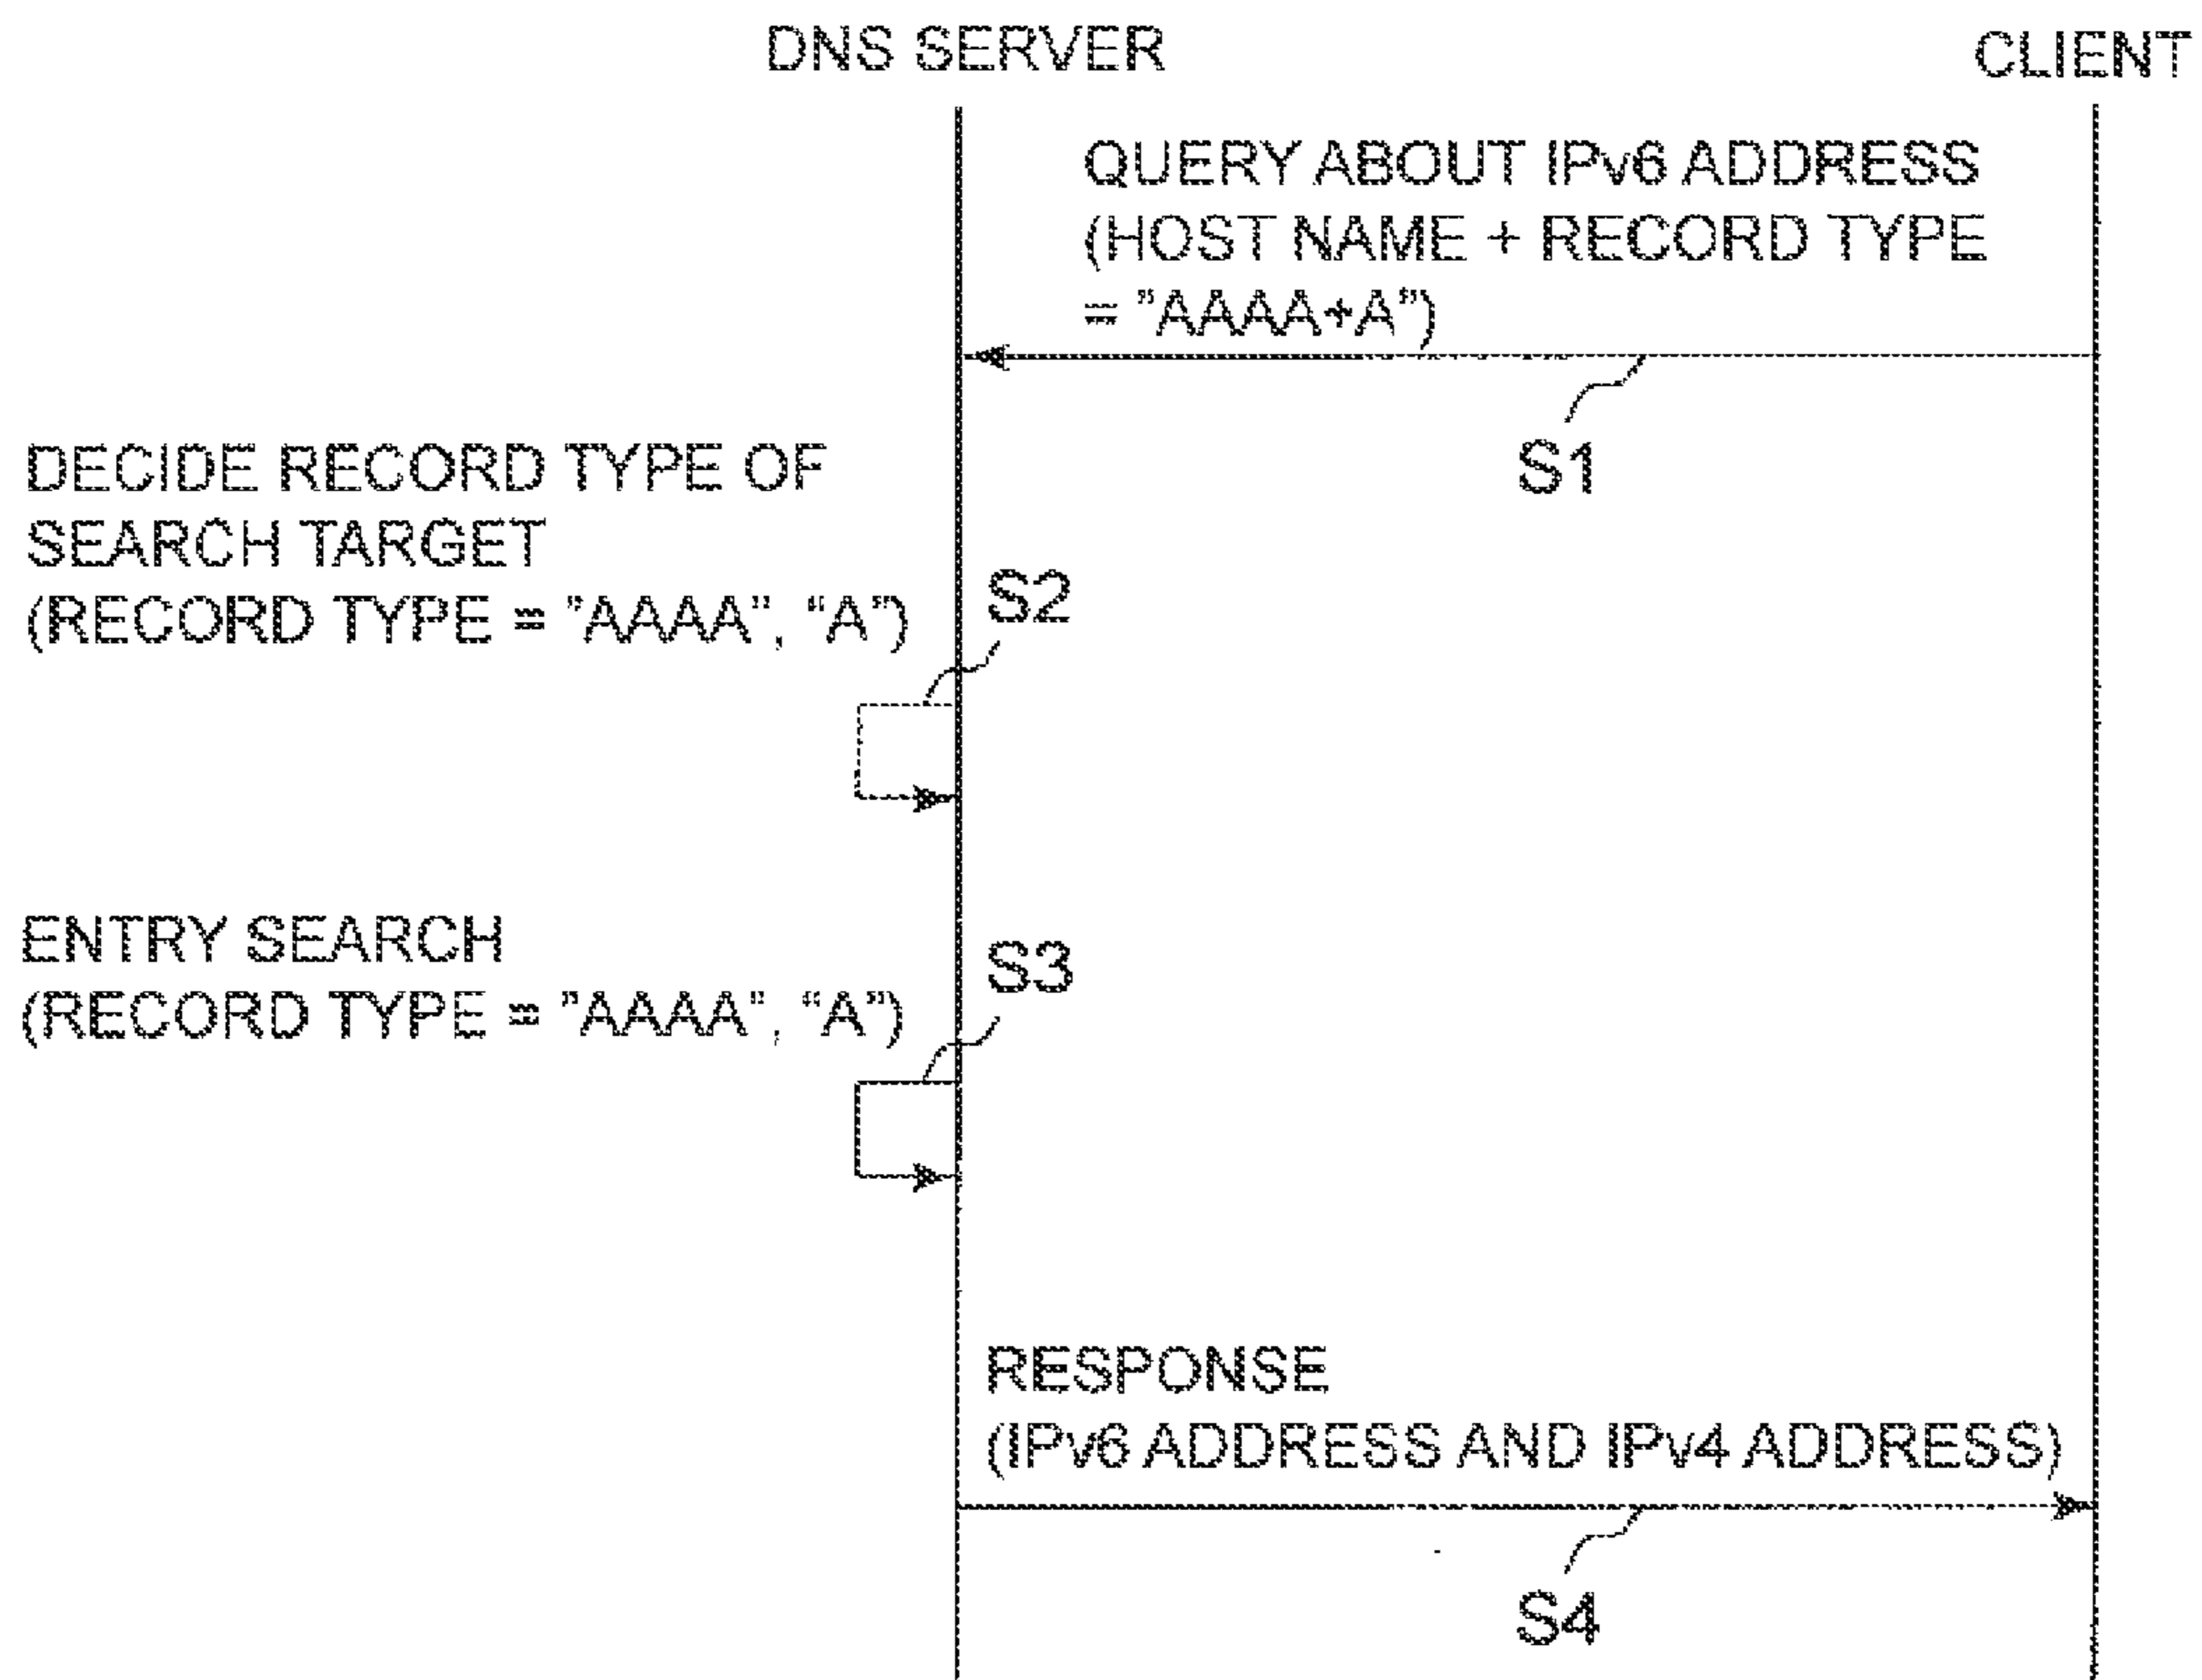 DNS SERVER
CLIENT
QUERY ABOUT IPv6 ADDRESS
(HOST NAME + RECORD TYPE
= ”AAAA+A”)
S1
DECIDE RECORD TYPE OF
SEARCH TARGET
(RECORD TYPE = ”AAAA”, “A”)
S2
ENTRY SEARCH
(RECORD TYPE = ”AAAA”, “A”)
S3
RESPONSE
(IPv6 ADDRESS AND IPv4 ADDRESS)
S4